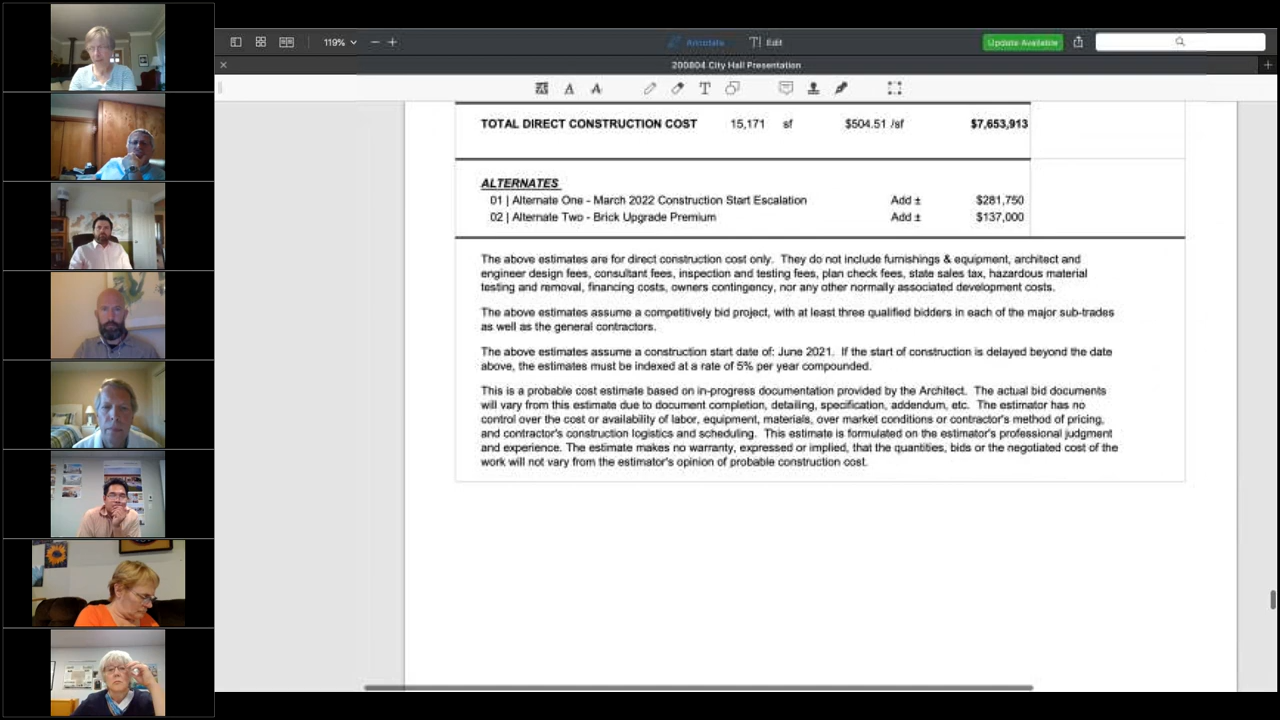 119%
Annotate
Edit
Update Available
200804 City Hall Presentation
TOTAL DIRECT CONSTRUCTION COST 15,171 sf $504.51 /sf $7,653,913
ALTERNATES
01 | Alternate One - March 2022 Construction Start Escalation Add ± $281,750
02 | Alternate Two - Brick Upgrade Premium Add ± $137,000
The above estimates are for direct construction cost only. They do not include furnishings & equipment, architect and
engineer design fees, consultant fees, inspection and testing fees, plan check fees, state sales tax, hazardous material
testing and removal, financing costs, owners contingency, nor any other normally associated development costs.
The above estimates assume a competitively bid project, with at least three qualified bidders in each of the major sub-trades
as well as the general contractors.
The above estimates assume a construction start date of: June 2021. If the start of construction is delayed beyond the date
above, the estimates must be indexed at a rate of 5% per year compounded.
This is a probable cost estimate based on in-progress documentation provided by the Architect. The actual bid documents
will vary from this estimate due to document completion, detailing, specification, addendum, etc. The estimator has no
control over the cost or availability of labor, equipment, materials, over market conditions or contractor's method of pricing,
and contractor's construction logistics and scheduling. This estimate is formulated on the estimator's professional judgment
and experience. The estimate makes no warranty, expressed or implied, that the quantities, bids or the negotiated cost of the
work will not vary from the estimator's opinion of probable construction cost.